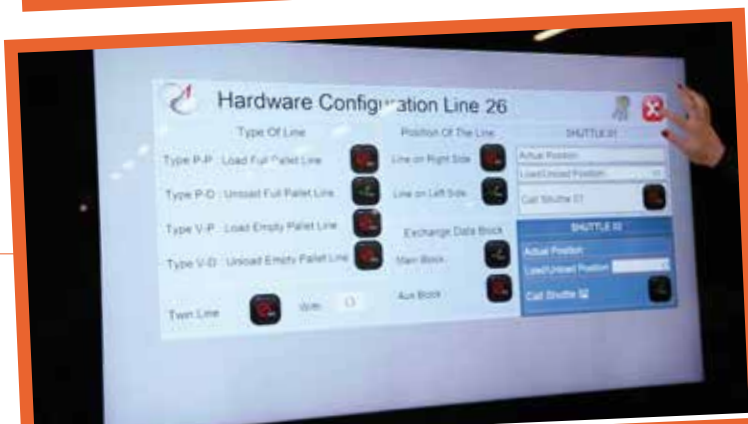 Hardware Configuration Line 26
Type Of Line
Position Of The Line
SHUTTLE 01
Type P-P : Load Full Pallet Line
Line on Right Side
Actual Position
Load/Unload Position
Type P-D : Unload Full Pallet Line
Line on Left Side
Call Shuttle 01
Type V-P : Load Empty Pallet Line
Exchange Data Block
SHUTTLE 02
Type V-D : Unload Empty Pallet Line
Main Block
Actual Position
Load/Unload Position
Twin Line
With
Aux Block
Call Shuttle 02